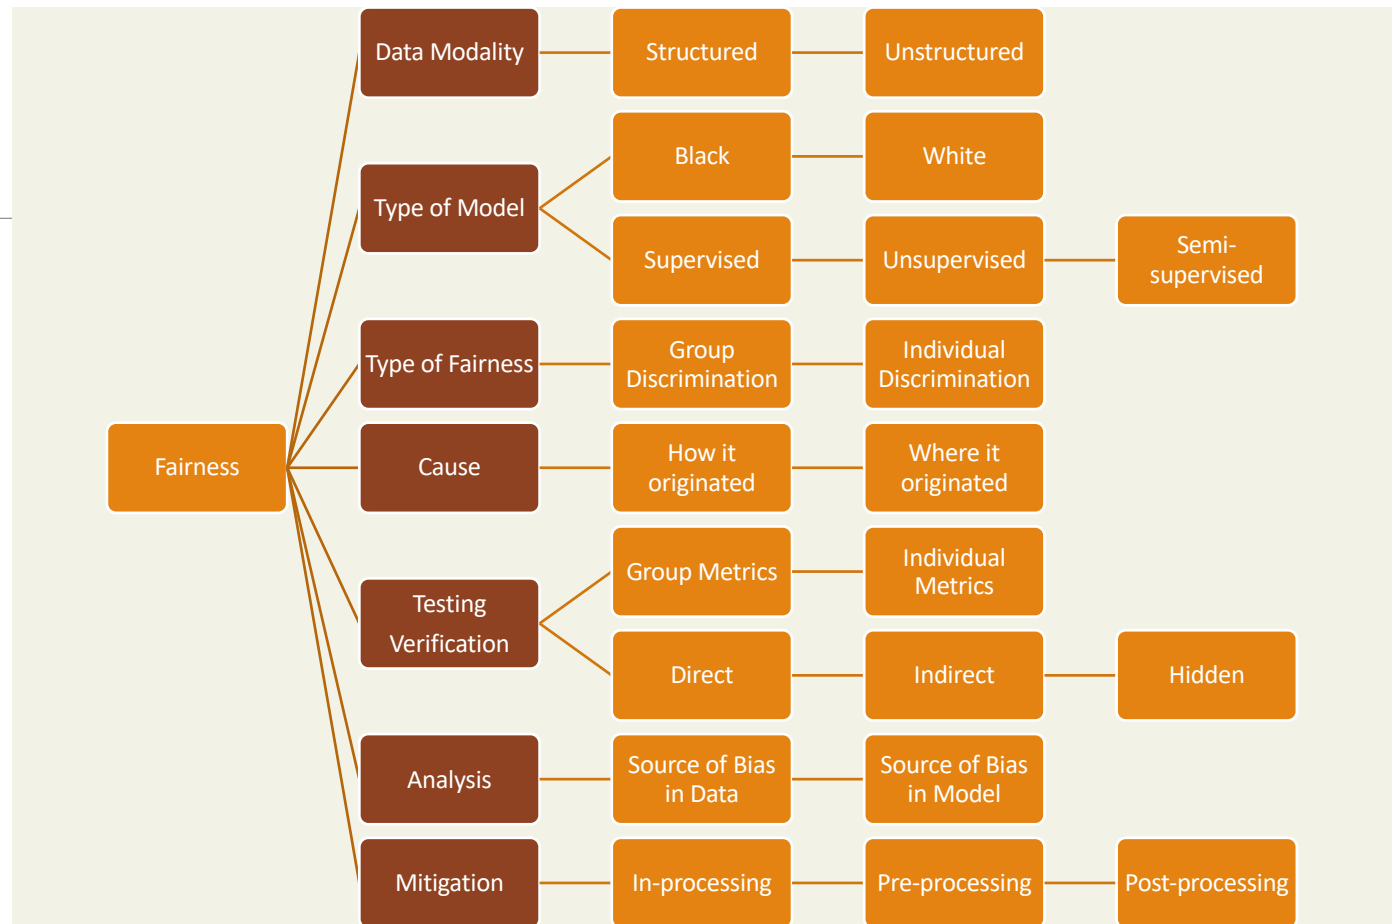 Data Modality
Structured
Unstructured
Black
White
Type of Model
Supervised
Unsupervised
Semi-
supervised
Type of Fairness
Group
Discrimination
Individual
Discrimination
Fairness
Cause
How it
originated
Where it
originated
Group Metrics
Individual
Metrics
Testing
Verification
Direct
Indirect
Hidden
Analysis
Source of Bias
in Data
Source of Bias
in Model
Mitigation
In-processing
Pre-processing
Post-processing